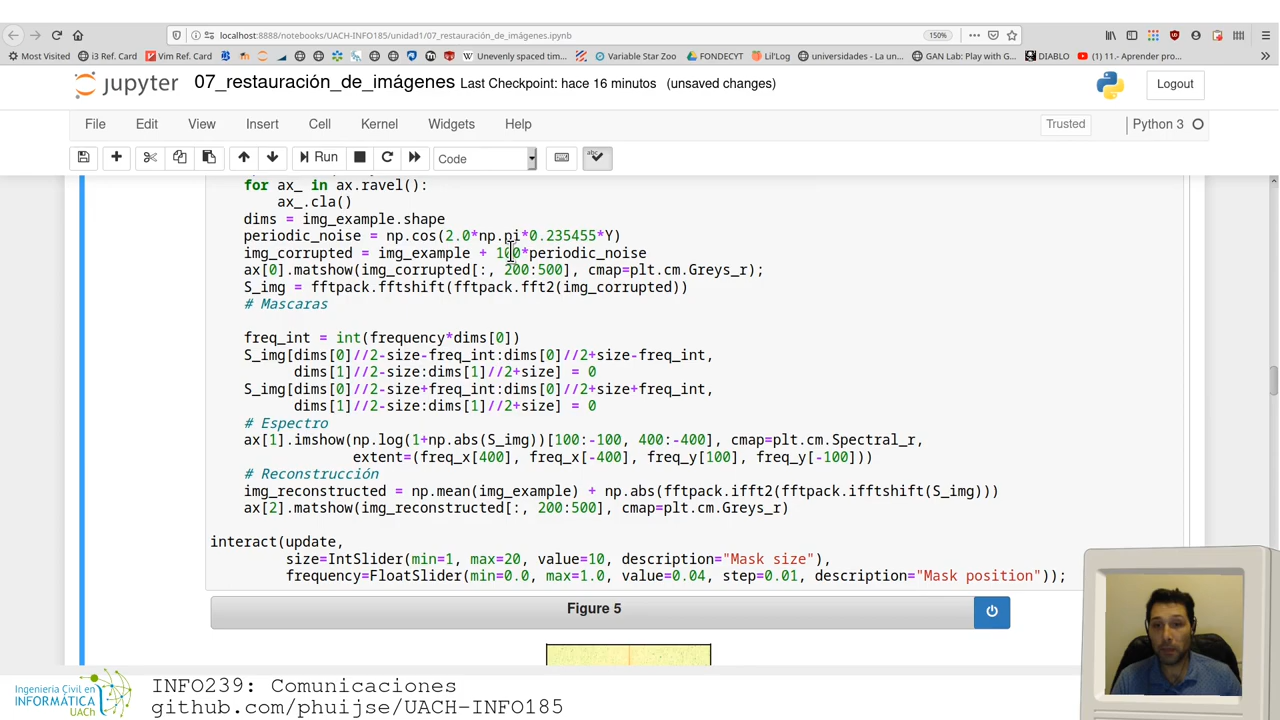 localhost:8888/notebooks/UACH-INFO185/unidad1/07_restauración_de_imágenes.ipynb
150%
Most Visited
i3 Ref. Card
Vim Ref. Card
Unevenly spaced tim...
Variable Star Zoo
FONDECYT
Lil'Log
universidades - La un...
GAN Lab: Play with G...
DIABLO
(1) 11.- Aprender pro...
jupyter 07_restauración_de_imágenes Last Checkpoint: hace 16 minutos (unsaved changes)
Logout
File Edit View Insert Cell Kernel Widgets Help
Trusted
Python 3
Run
Code
for ax_ in ax.ravel():
ax_.cla()
dims = img_example.shape
periodic_noise = np.cos(2.0*np.pi*0.235455*Y)
img_corrupted = img_example + 100*periodic_noise
ax[0].matshow(img_corrupted[:, 200:500], cmap=plt.cm.Greys_r);
S_img = fftpack.fftshift(fftpack.fft2(img_corrupted))
# Mascaras
freq_int = int(frequency*dims[0])
S_img[dims[0]//2-size-freq_int:dims[0]//2+size-freq_int,
dims[1]//2-size:dims[1]//2+size] = 0
S_img[dims[0]//2-size+freq_int:dims[0]//2+size+freq_int,
dims[1]//2-size:dims[1]//2+size] = 0
# Espectro
ax[1].imshow(np.log(1+np.abs(S_img))[100:-100, 400:-400], cmap=plt.cm.Spectral_r,
extent=(freq_x[400], freq_x[-400], freq_y[100], freq_y[-100]))
# Reconstrucción
img_reconstructed = np.mean(img_example) + np.abs(fftpack.ifft2(fftpack.ifftshift(S_img)))
ax[2].matshow(img_reconstructed[:, 200:500], cmap=plt.cm.Greys_r)
interact(update,
size=IntSlider(min=1, max=20, value=10, description="Mask size"),
frequency=FloatSlider(min=0.0, max=1.0, value=0.04, step=0.01, description="Mask position"));
Figure 5
Ingeniería Civil en
INFORMÁTICA
UACh
INFO239: Comunicaciones
github.com/phuijse/UACH-INFO185